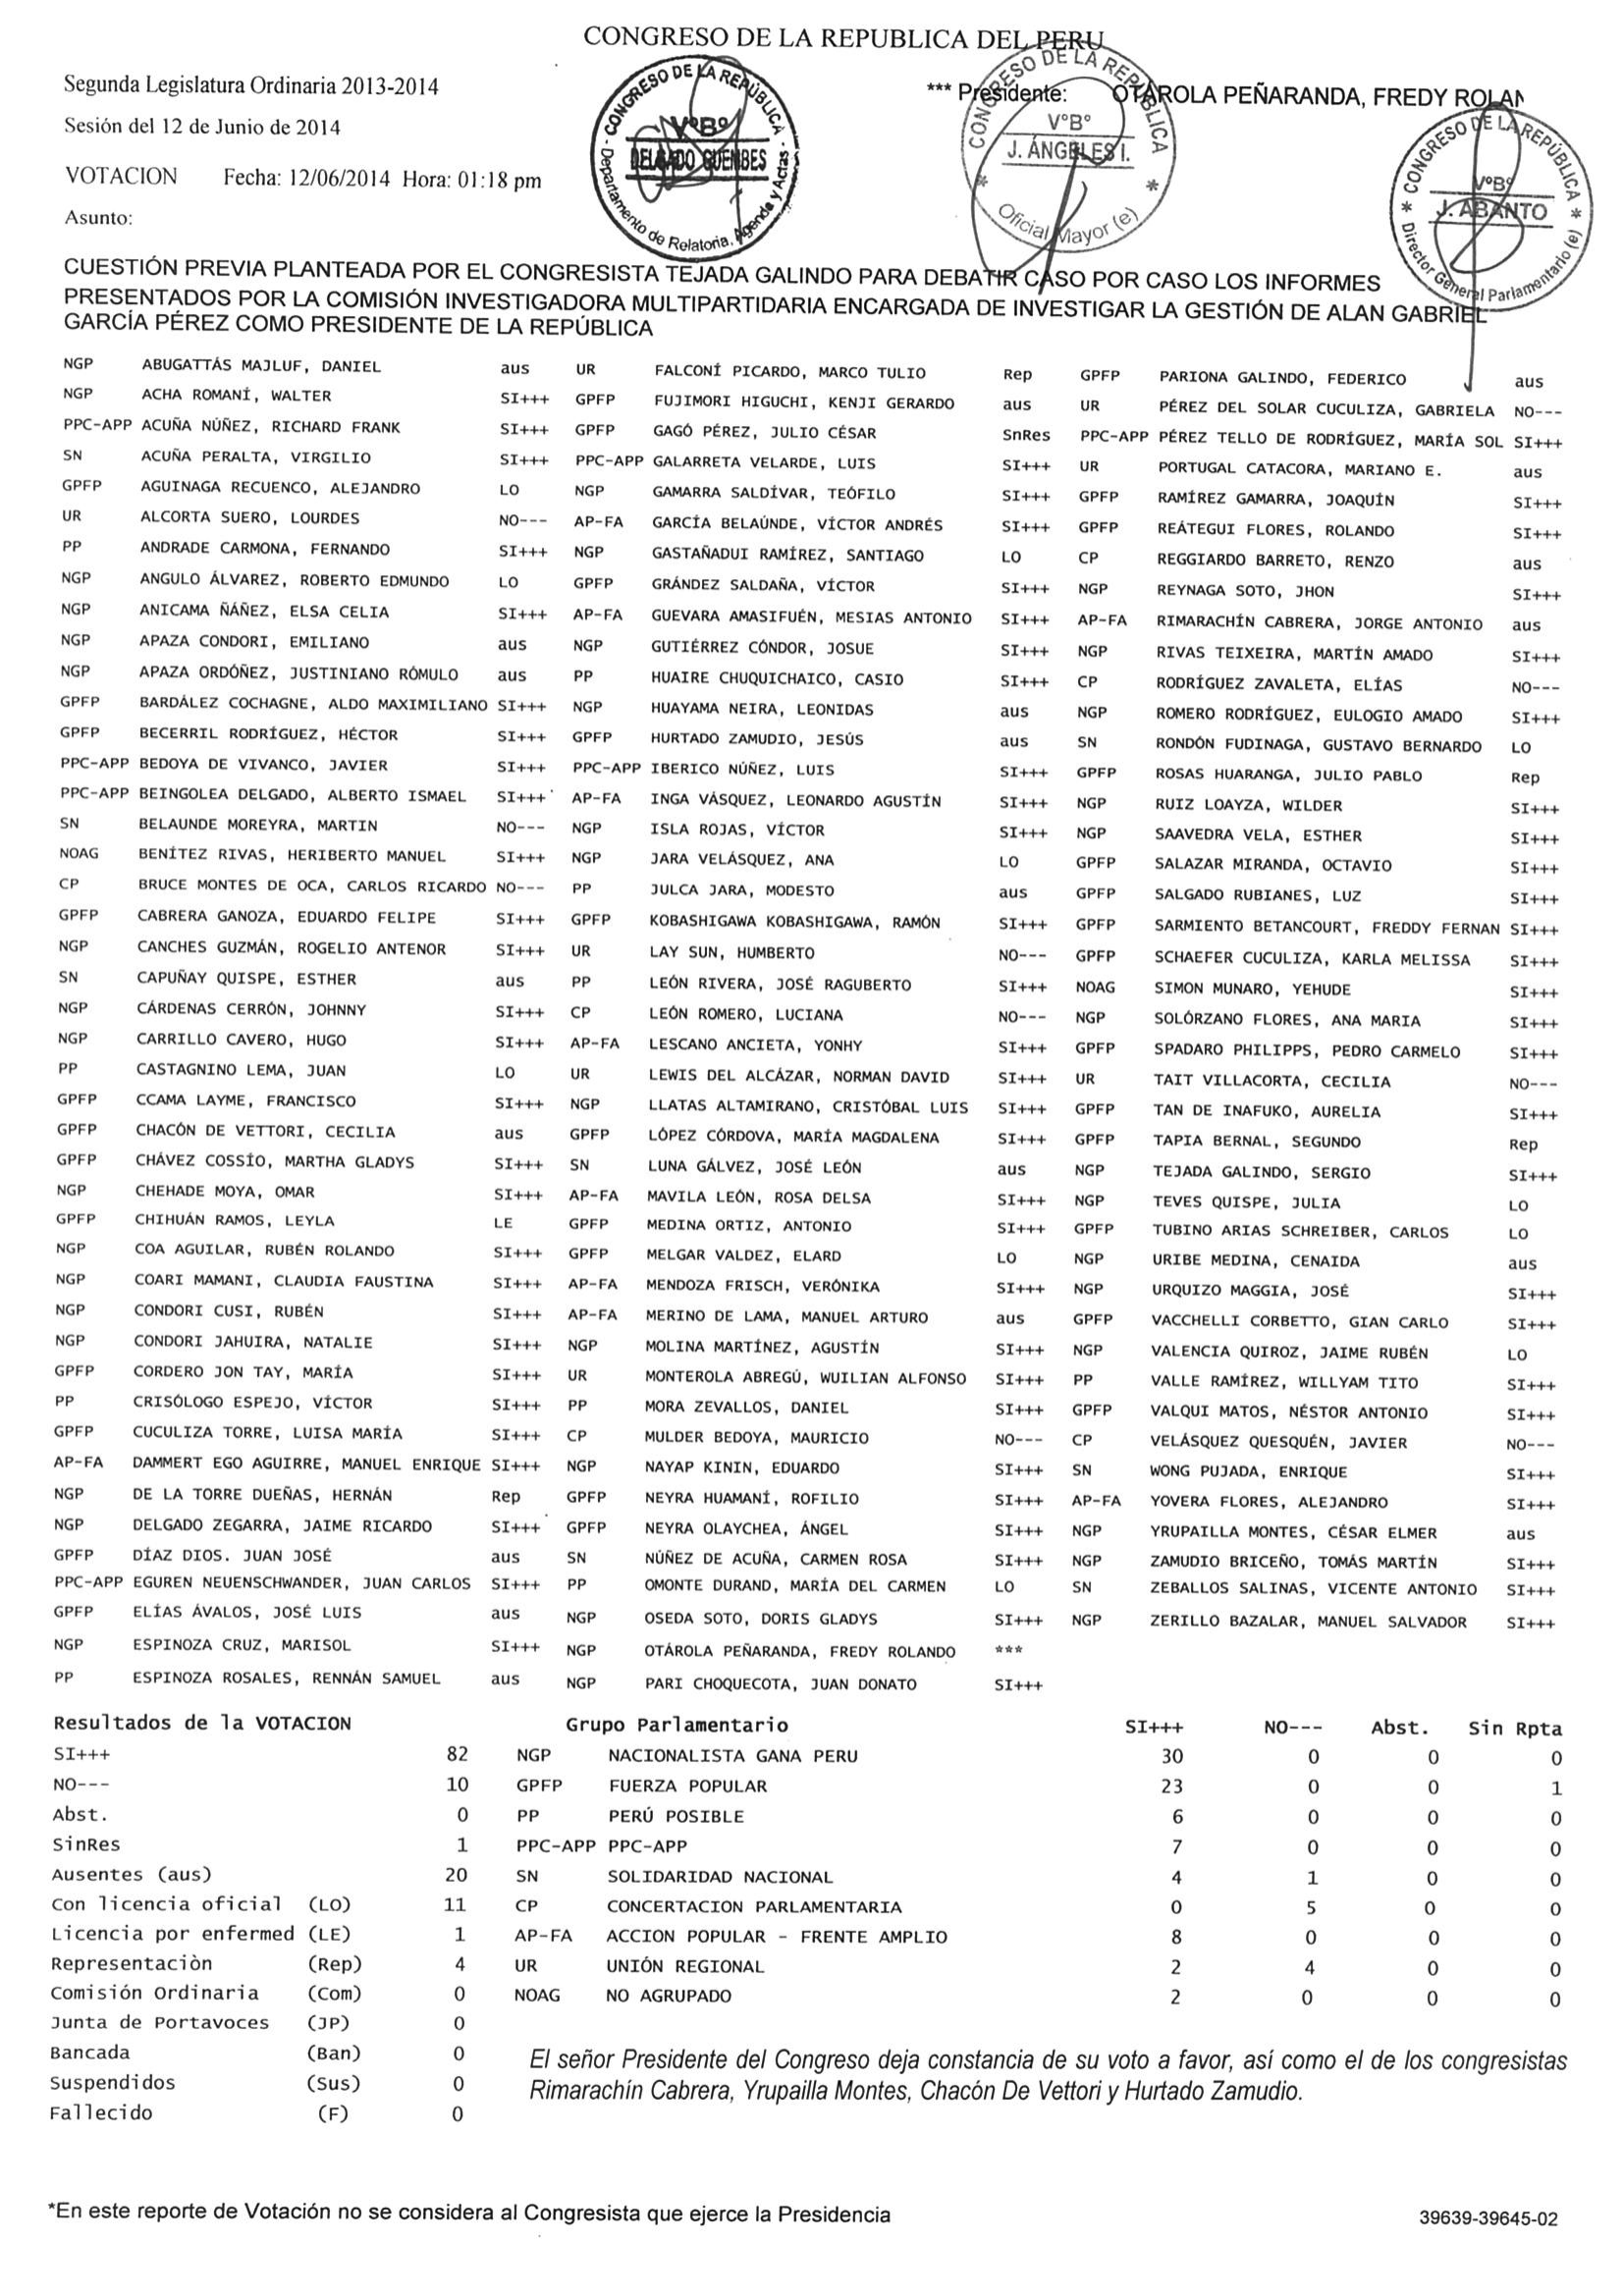 CONGRESO DE LA REPUBLICA DEL PERU
Segunda Legislatura Ordinaria 2013-2014
*** Presidente: OTÁROLA PEÑARANDA, FREDY ROLAN
Sesión del 12 de Junio de 2014
VOTACION Fecha: 12/06/2014 Hora: 01:18 pm
Asunto:
- CONGRESO DE LA REPÚBLICA -
VºBº
DELGADO GUEMBES
Departamento de Relatoria, Agenda y Actas
CONGRESO DE LA REPÚBLICA
VºBº
J. ÁNGELES I.
Oficial Mayor (e)
CONGRESO DE LA REPÚBLICA
VºBº
J. ABANTO
Director General Parlamentario (e)
CUESTIÓN PREVIA PLANTEADA POR EL CONGRESISTA TEJADA GALINDO PARA DEBATIR CASO POR CASO LOS INFORMES
PRESENTADOS POR LA COMISIÓN INVESTIGADORA MULTIPARTIDARIA ENCARGADA DE INVESTIGAR LA GESTIÓN DE ALAN GABRIEL
GARCÍA PÉREZ COMO PRESIDENTE DE LA REPÚBLICA
NGP ABUGATTÁS MAJLUF, DANIEL aus UR FALCONÍ PICARDO, MARCO TULIO Rep GPFP PARIONA GALINDO, FEDERICO aus
NGP ACHA ROMANÍ, WALTER SI+++ GPFP FUJIMORI HIGUCHI, KENJI GERARDO aus UR PÉREZ DEL SOLAR CUCULIZA, GABRIELA NO---
PPC-APP ACUÑA NÚÑEZ, RICHARD FRANK SI+++ GPFP GAGÓ PÉREZ, JULIO CÉSAR SnRes PPC-APP PÉREZ TELLO DE RODRÍGUEZ, MARÍA SOL SI+++
SN ACUÑA PERALTA, VIRGILIO SI+++ PPC-APP GALARRETA VELARDE, LUIS SI+++ UR PORTUGAL CATACORA, MARIANO E. aus
GPFP AGUINAGA RECUENCO, ALEJANDRO LO NGP GAMARRA SALDÍVAR, TEÓFILO SI+++ GPFP RAMÍREZ GAMARRA, JOAQUÍN SI+++
UR ALCORTA SUERO, LOURDES NO--- AP-FA GARCÍA BELAÚNDE, VÍCTOR ANDRÉS SI+++ GPFP REÁTEGUI FLORES, ROLANDO SI+++
PP ANDRADE CARMONA, FERNANDO SI+++ NGP GASTAÑADUI RAMÍREZ, SANTIAGO LO CP REGGIARDO BARRETO, RENZO aus
NGP ANGULO ÁLVAREZ, ROBERTO EDMUNDO LO GPFP GRÁNDEZ SALDAÑA, VÍCTOR SI+++ NGP REYNAGA SOTO, JHON SI+++
NGP ANICAMA ÑÁÑEZ, ELSA CELIA SI+++ AP-FA GUEVARA AMASIFUÉN, MESIAS ANTONIO SI+++ AP-FA RIMARACHÍN CABRERA, JORGE ANTONIO aus
NGP APAZA CONDORI, EMILIANO aus NGP GUTIÉRREZ CÓNDOR, JOSUE SI+++ NGP RIVAS TEIXEIRA, MARTÍN AMADO SI+++
NGP APAZA ORDÓÑEZ, JUSTINIANO RÓMULO aus PP HUAIRE CHUQUICHAICO, CASIO SI+++ CP RODRÍGUEZ ZAVALETA, ELÍAS NO---
GPFP BARDÁLEZ COCHAGNE, ALDO MAXIMILIANO SI+++ NGP HUAYAMA NEIRA, LEONIDAS aus NGP ROMERO RODRÍGUEZ, EULOGIO AMADO SI+++
GPFP BECERRIL RODRÍGUEZ, HÉCTOR SI+++ GPFP HURTADO ZAMUDIO, JESÚS aus SN RONDÓN FUDINAGA, GUSTAVO BERNARDO LO
PPC-APP BEDOYA DE VIVANCO, JAVIER SI+++ PPC-APP IBERICO NÚÑEZ, LUIS SI+++ GPFP ROSAS HUARANGA, JULIO PABLO Rep
PPC-APP BEINGOLEA DELGADO, ALBERTO ISMAEL SI+++ AP-FA INGA VÁSQUEZ, LEONARDO AGUSTÍN SI+++ NGP RUIZ LOAYZA, WILDER SI+++
SN BELAUNDE MOREYRA, MARTIN NO--- NGP ISLA ROJAS, VÍCTOR SI+++ NGP SAAVEDRA VELA, ESTHER SI+++
NOAG BENÍTEZ RIVAS, HERIBERTO MANUEL SI+++ NGP JARA VELÁSQUEZ, ANA LO GPFP SALAZAR MIRANDA, OCTAVIO SI+++
CP BRUCE MONTES DE OCA, CARLOS RICARDO NO--- PP JULCA JARA, MODESTO aus GPFP SALGADO RUBIANES, LUZ SI+++
GPFP CABRERA GANOZA, EDUARDO FELIPE SI+++ GPFP KOBASHIGAWA KOBASHIGAWA, RAMÓN SI+++ GPFP SARMIENTO BETANCOURT, FREDDY FERNAN SI+++
NGP CANCHES GUZMÁN, ROGELIO ANTENOR SI+++ UR LAY SUN, HUMBERTO NO--- GPFP SCHAEFER CUCULIZA, KARLA MELISSA SI+++
SN CAPUÑAY QUISPE, ESTHER aus PP LEÓN RIVERA, JOSÉ RAGUBERTO SI+++ NOAG SIMON MUNARO, YEHUDE SI+++
NGP CÁRDENAS CERRÓN, JOHNNY SI+++ CP LEÓN ROMERO, LUCIANA NO--- NGP SOLÓRZANO FLORES, ANA MARIA SI+++
NGP CARRILLO CAVERO, HUGO SI+++ AP-FA LESCANO ANCIETA, YONHY SI+++ GPFP SPADARO PHILIPPS, PEDRO CARMELO SI+++
PP CASTAGNINO LEMA, JUAN LO UR LEWIS DEL ALCÁZAR, NORMAN DAVID SI+++ UR TAIT VILLACORTA, CECILIA NO---
GPFP CCAMA LAYME, FRANCISCO SI+++ NGP LLATAS ALTAMIRANO, CRISTÓBAL LUIS SI+++ GPFP TAN DE INAFUKO, AURELIA SI+++
GPFP CHACÓN DE VETTORI, CECILIA aus GPFP LÓPEZ CÓRDOVA, MARÍA MAGDALENA SI+++ GPFP TAPIA BERNAL, SEGUNDO Rep
GPFP CHÁVEZ COSSÍO, MARTHA GLADYS SI+++ SN LUNA GÁLVEZ, JOSÉ LEÓN aus NGP TEJADA GALINDO, SERGIO SI+++
NGP CHEHADE MOYA, OMAR SI+++ AP-FA MAVILA LEÓN, ROSA DELSA SI+++ NGP TEVES QUISPE, JULIA LO
GPFP CHIHUÁN RAMOS, LEYLA LE GPFP MEDINA ORTIZ, ANTONIO SI+++ GPFP TUBINO ARIAS SCHREIBER, CARLOS LO
NGP COA AGUILAR, RUBÉN ROLANDO SI+++ GPFP MELGAR VALDEZ, ELARD LO NGP URIBE MEDINA, CENAIDA aus
NGP COARI MAMANI, CLAUDIA FAUSTINA SI+++ AP-FA MENDOZA FRISCH, VERÓNIKA SI+++ NGP URQUIZO MAGGIA, JOSÉ SI+++
NGP CONDORI CUSI, RUBÉN SI+++ AP-FA MERINO DE LAMA, MANUEL ARTURO aus GPFP VACCHELLI CORBETTO, GIAN CARLO SI+++
NGP CONDORI JAHUIRA, NATALIE SI+++ NGP MOLINA MARTÍNEZ, AGUSTÍN SI+++ NGP VALENCIA QUIROZ, JAIME RUBÉN LO
GPFP CORDERO JON TAY, MARÍA SI+++ UR MONTEROLA ABREGÚ, WUILIAN ALFONSO SI+++ PP VALLE RAMÍREZ, WILLYAM TITO SI+++
PP CRISÓLOGO ESPEJO, VÍCTOR SI+++ PP MORA ZEVALLOS, DANIEL SI+++ GPFP VALQUI MATOS, NÉSTOR ANTONIO SI+++
GPFP CUCULIZA TORRE, LUISA MARÍA SI+++ CP MULDER BEDOYA, MAURICIO NO--- CP VELÁSQUEZ QUESQUÉN, JAVIER NO---
AP-FA DAMMERT EGO AGUIRRE, MANUEL ENRIQUE SI+++ NGP NAYAP KININ, EDUARDO SI+++ SN WONG PUJADA, ENRIQUE SI+++
NGP DE LA TORRE DUEÑAS, HERNÁN Rep GPFP NEYRA HUAMANÍ, ROFILIO SI+++ AP-FA YOVERA FLORES, ALEJANDRO SI+++
NGP DELGADO ZEGARRA, JAIME RICARDO SI+++ GPFP NEYRA OLAYCHEA, ÁNGEL SI+++ NGP YRUPAILLA MONTES, CÉSAR ELMER aus
GPFP DÍAZ DIOS. JUAN JOSÉ aus SN NÚÑEZ DE ACUÑA, CARMEN ROSA SI+++ NGP ZAMUDIO BRICEÑO, TOMÁS MARTÍN SI+++
PPC-APP EGUREN NEUENSCHWANDER, JUAN CARLOS SI+++ PP OMONTE DURAND, MARÍA DEL CARMEN LO SN ZEBALLOS SALINAS, VICENTE ANTONIO SI+++
GPFP ELÍAS ÁVALOS, JOSÉ LUIS aus NGP OSEDA SOTO, DORIS GLADYS SI+++ NGP ZERILLO BAZALAR, MANUEL SALVADOR SI+++
NGP ESPINOZA CRUZ, MARISOL SI+++ NGP OTÁROLA PEÑARANDA, FREDY ROLANDO ***
PP ESPINOZA ROSALES, RENNÁN SAMUEL aus NGP PARI CHOQUECOTA, JUAN DONATO SI+++
Resultados de la VOTACION Grupo Parlamentario SI+++ NO--- Abst. Sin Rpta
SI+++ 82 NGP NACIONALISTA GANA PERU 30 0 0 0
NO--- 10 GPFP FUERZA POPULAR 23 0 0 1
Abst. 0 PP PERÚ POSIBLE 6 0 0 0
SinRes 1 PPC-APP PPC-APP 7 0 0 0
Ausentes (aus) 20 SN SOLIDARIDAD NACIONAL 4 1 0 0
Con licencia oficial (LO) 11 CP CONCERTACION PARLAMENTARIA 0 5 0 0
Licencia por enfermed (LE) 1 AP-FA ACCION POPULAR - FRENTE AMPLIO 8 0 0 0
Representaciòn (Rep) 4 UR UNIÓN REGIONAL 2 4 0 0
Comisión Ordinaria (Com) 0 NOAG NO AGRUPADO 2 0 0 0
Junta de Portavoces (JP) 0
Bancada (Ban) 0
Suspendidos (Sus) 0
Fallecido (F) 0
El señor Presidente del Congreso deja constancia de su voto a favor, así como el de los congresistas
Rimarachín Cabrera, Yrupailla Montes, Chacón De Vettori y Hurtado Zamudio.
*En este reporte de Votación no se considera al Congresista que ejerce la Presidencia
39639-39645-02